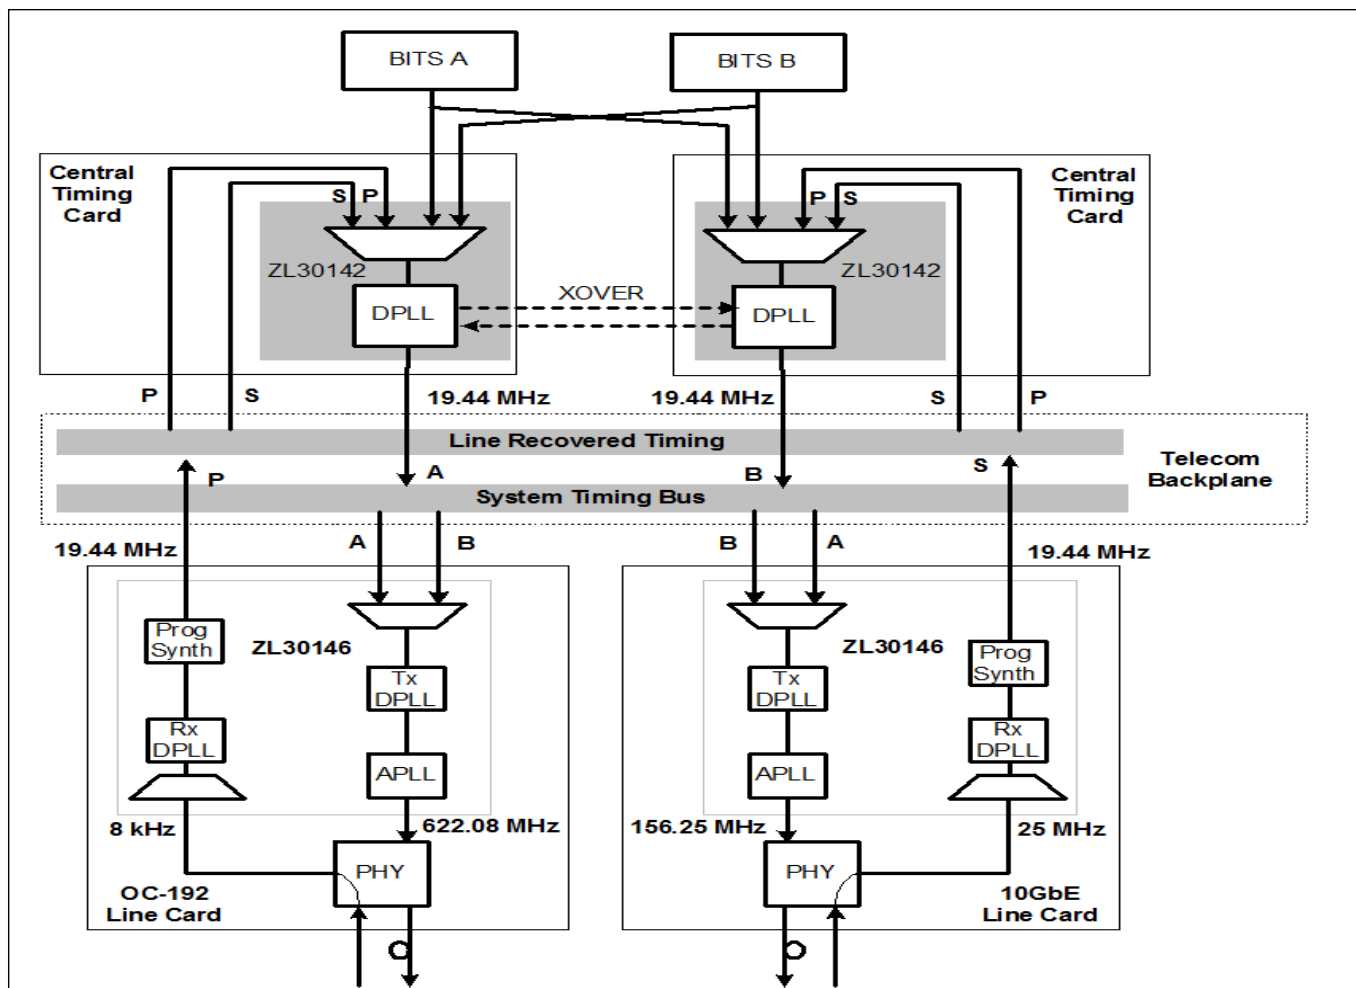 BITS A
BITS B
Central
Timing
Card
Central
Timing
Card
S P
P S
ZL30142
ZL30142
XOVER
DPLL
DPLL
P
S
19.44 MHz
19.44 MHz
S
P
Line Recovered Timing
P
A
B
S
Telecom
Backplane
System Timing Bus
19.44 MHz
A
B
B
A
19.44 MHz
Prog
Synth
ZL30146
ZL30146
Prog
Synth
Tx
DPLL
Tx
DPLL
Rx
DPLL
Rx
DPLL
APLL
APLL
8 kHz
622.08 MHz
156.25 MHz
25 MHz
PHY
PHY
OC-192
Line Card
10GbE
Line Card